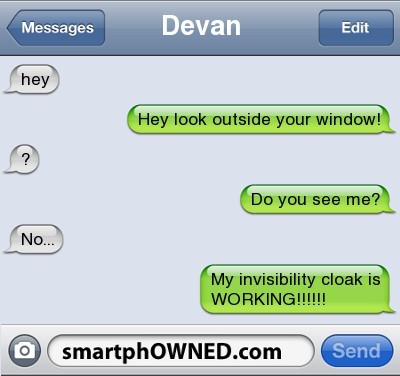 Messages
Devan
Edit
hey
Hey look outside your window!
?
Do you see me?
No...
My invisibility cloak is
WORKING!!!!!!
smartphOWNED.com
Send